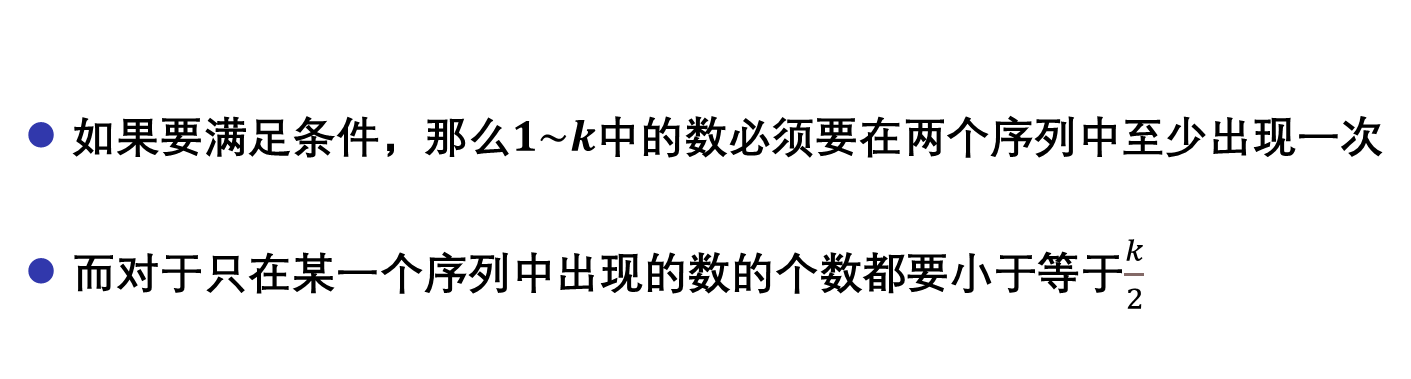 如果要满足条件，那么1~k中的数必须要在两个序列中至少出现一次
而对于只在某一个序列中出现的数的个数都要小于等于k/2